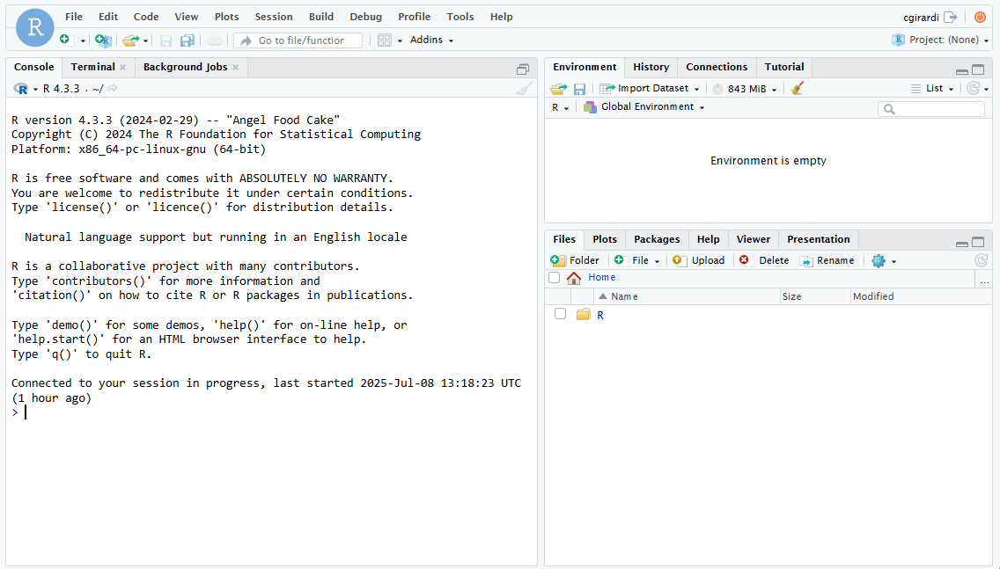 R
File Edit Code View Plots Session Build Debug Profile Tools Help
cgirardi
Go to file/function
Addins
Project: (None)
Console Terminal Background Jobs
R 4.3.3 . ~/
R version 4.3.3 (2024-02-29) -- "Angel Food Cake"
Copyright (C) 2024 The R Foundation for Statistical Computing
Platform: x86_64-pc-linux-gnu (64-bit)
R is free software and comes with ABSOLUTELY NO WARRANTY.
You are welcome to redistribute it under certain conditions.
Type 'license()' or 'licence()' for distribution details.
Natural language support but running in an English locale
R is a collaborative project with many contributors.
Type 'contributors()' for more information and
'citation()' on how to cite R or R packages in publications.
Type 'demo()' for some demos, 'help()' for on-line help, or
'help.start()' for an HTML browser interface to help.
Type 'q()' to quit R.
Connected to your session in progress, last started 2025-Jul-08 13:18:23 UTC
(1 hour ago)
>
Environment History Connections Tutorial
Import Dataset 843 MiB List
R Global Environment
Environment is empty
Files Plots Packages Help Viewer Presentation
Folder File Upload Delete Rename
Home ...
Name Size Modified
R